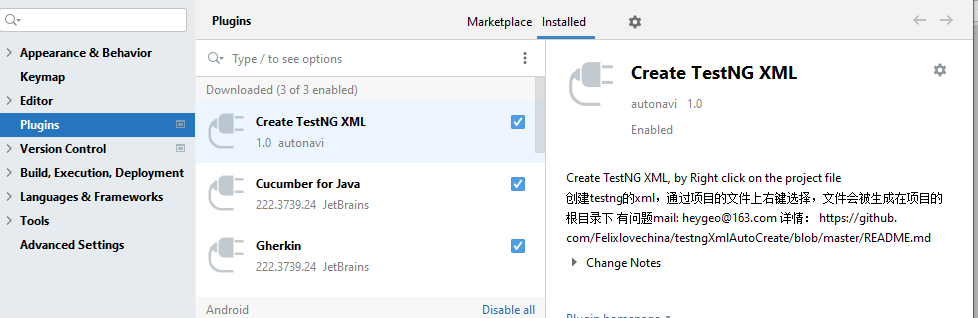 Plugins
Marketplace
Installed
Appearance & Behavior
Keymap
Editor
Plugins
Version Control
Build, Execution, Deployment
Languages & Frameworks
Tools
Advanced Settings
Type / to see options
Downloaded (3 of 3 enabled)
Create TestNG XML
1.0 autonavi
Cucumber for Java
222.3739.24 JetBrains
Gherkin
222.3739.24 JetBrains
Android
Disable all
Create TestNG XML
autonavi 1.0
Enabled
Create TestNG XML, by Right click on the project file
创建testng的xml，通过项目的文件上右键选择，文件会被生成在项目的
根目录下 有问题mail: heygeo@163.com 详情： https://github.
com/Felixlovechina/testngXmlAutoCreate/blob/master/README.md
Change Notes
Plugin homepage